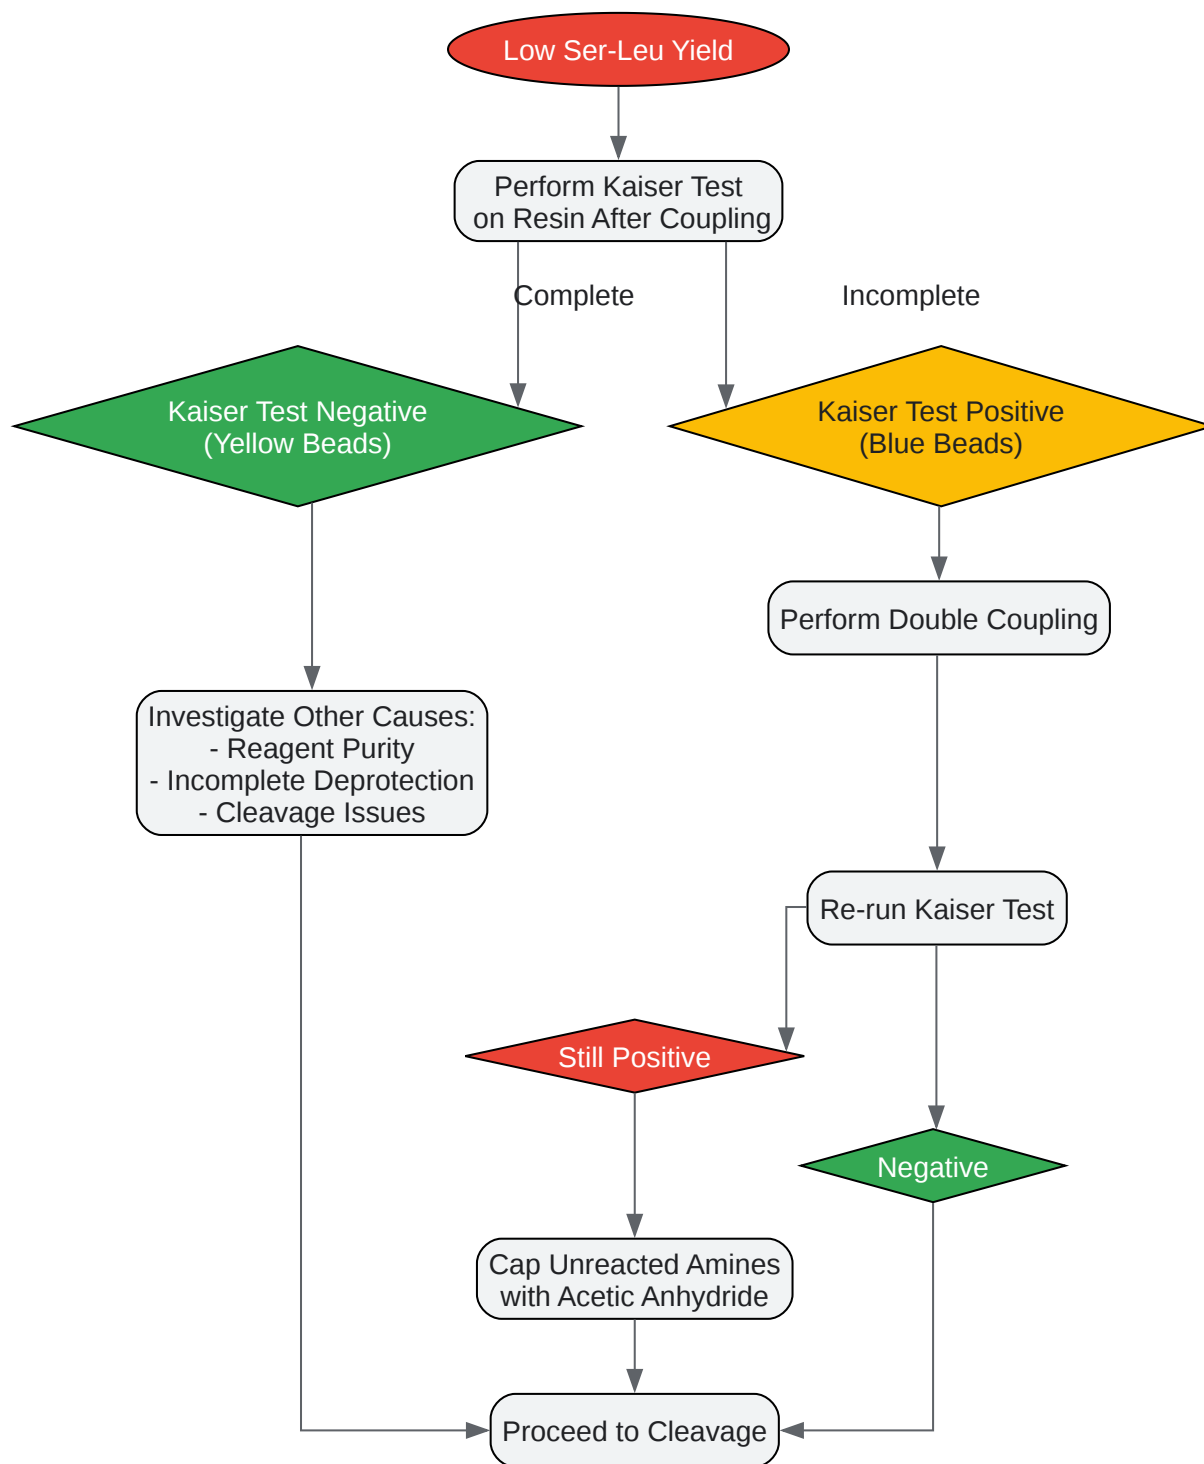 Low Ser-Leu Yield
Perform Kaiser Test
on Resin After Coupling
Complete
Incomplete
Kaiser Test Negative
(Yellow Beads)
Kaiser Test Positive
(Blue Beads)
Perform Double Coupling
Investigate Other Causes:
- Reagent Purity
- Incomplete Deprotection
- Cleavage Issues
Re-run Kaiser Test
Still Positive
Negative
Cap Unreacted Amines
with Acetic Anhydride
Proceed to Cleavage